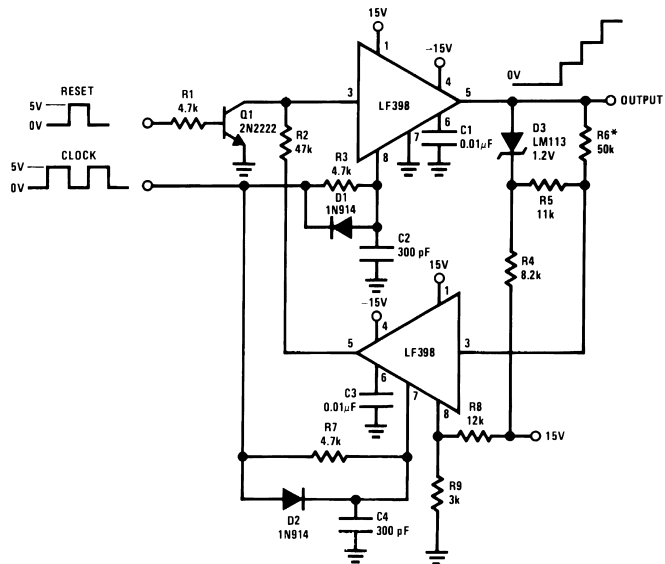 15V
1
-15V
4
0V
RESET
5V
0V
R1
4.7k
3
LF398
5
OUTPUT
Q1
2N2222
6
7
C1
0.01μF
D3
LM113
1.2V
R6*
50k
R2
47k
8
CLOCK
5V
0V
R3
4.7k
D1
1N914
R5
11k
C2
300 pF
R4
8.2k
15V
1
-15V
4
5
LF398
3
6
7
8
C3
0.01μF
R8
12k
15V
R7
4.7k
R9
3k
D2
1N914
C4
300 pF